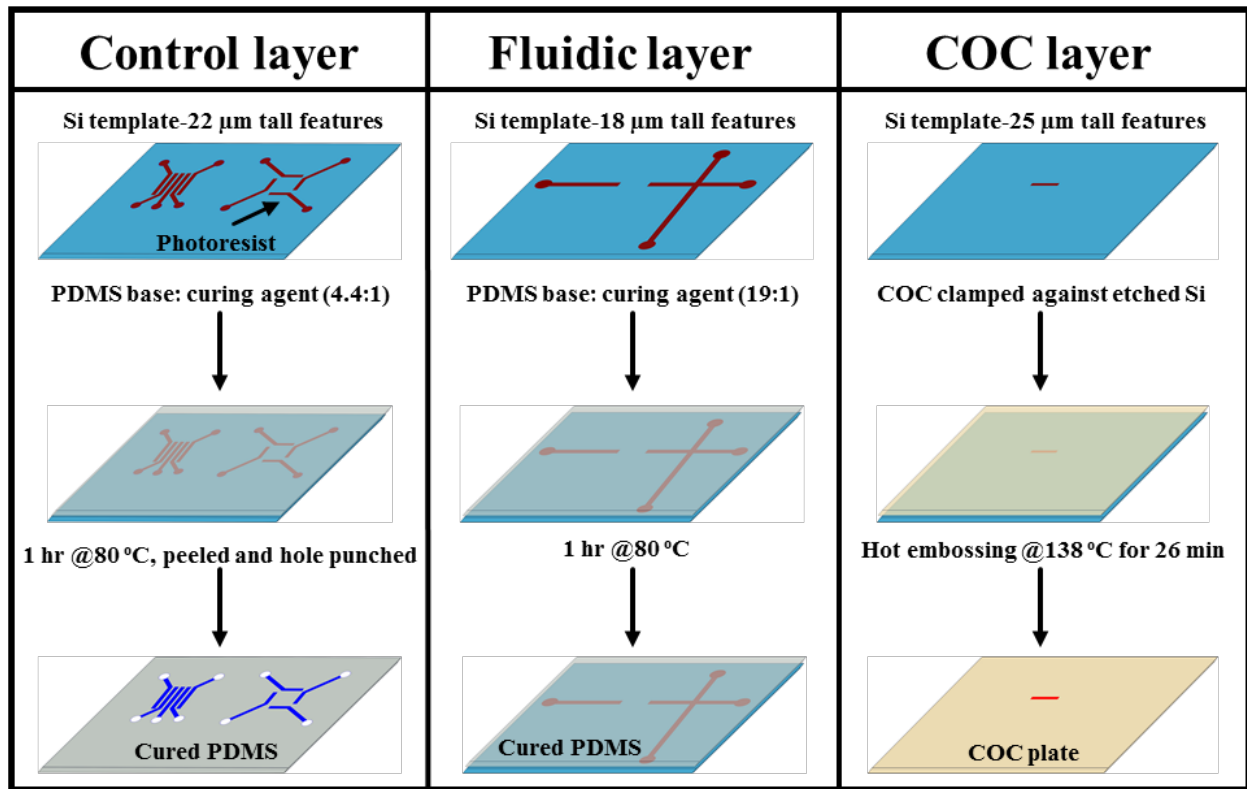 Control layer
Si template-22 µm tall features
Photoresist
PDMS base: curing agent (4.4:1)
1 hr @80 ºC, peeled and hole punched
Cured PDMS
Fluidic layer
Si template-18 µm tall features
PDMS base: curing agent (19:1)
1 hr @80 ºC
Cured PDMS
COC layer
Si template-25 µm tall features
COC clamped against etched Si
Hot embossing @138 ºC for 26 min
COC plate